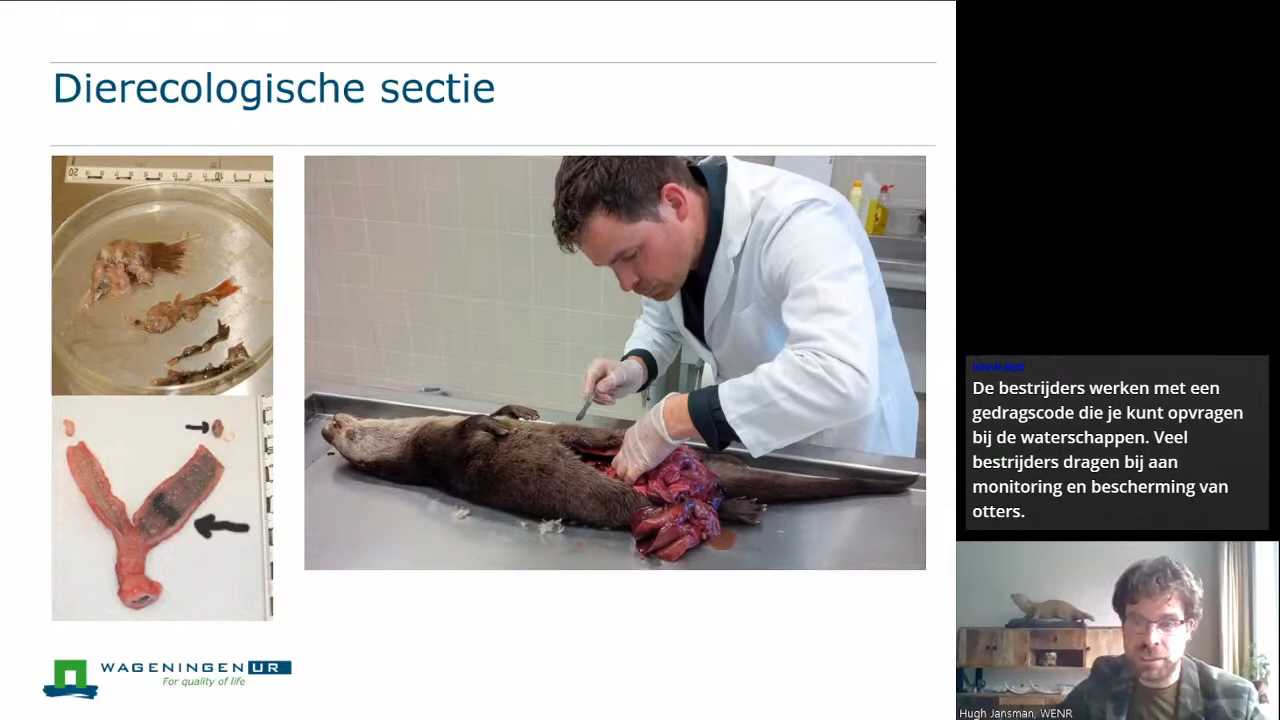 Dierecologische sectie
WAGENINGEN UR
For quality of life
De bestrijders werken met een
gedragscode die je kunt opvragen
bij de waterschappen. Veel
bestrijders dragen bij aan
monitoring en bescherming van
otters.
Hugh Jansman, WENR